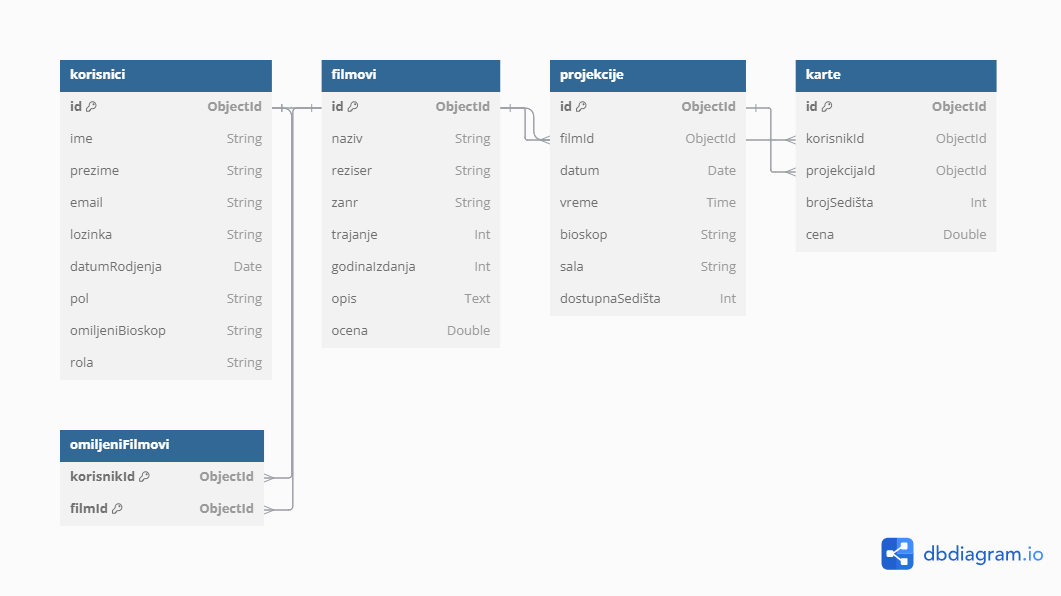 korisnici
id ObjectId
ime String
prezime String
email String
lozinka String
datumRodjenja Date
pol String
omiljeniBioskop String
rola String
filmovi
id ObjectId
naziv String
reziser String
zanr String
trajanje Int
godinaIzdanja Int
opis Text
ocena Double
projekcije
id ObjectId
filmId ObjectId
datum Date
vreme Time
bioskop String
sala String
dostupnaSedišta Int
karte
id ObjectId
korisnikId ObjectId
projekcijaId ObjectId
brojSedišta Int
cena Double
omiljeniFilmovi
korisnikId ObjectId
filmId ObjectId
dbdiagram.io